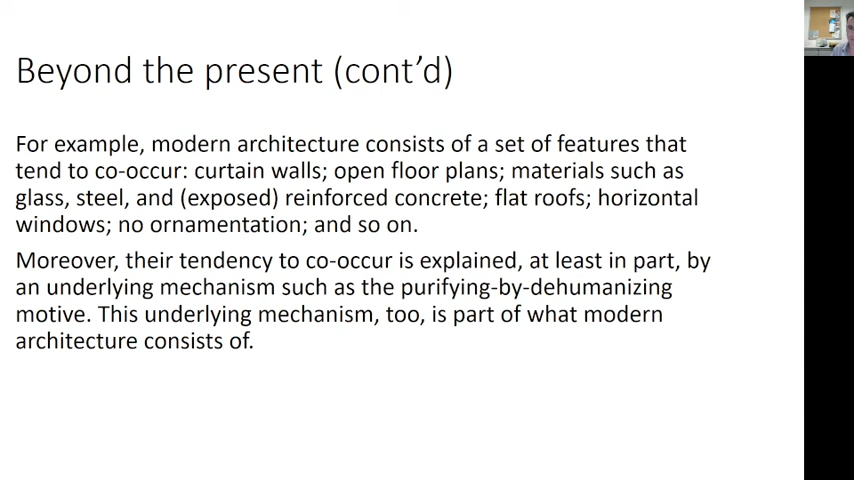 Beyond the present (cont’d)
For example, modern architecture consists of a set of features that
tend to co-occur: curtain walls; open floor plans; materials such as
glass, steel, and (exposed) reinforced concrete; flat roofs; horizontal
windows; no ornamentation; and so on.
Moreover, their tendency to co-occur is explained, at least in part, by
an underlying mechanism such as the purifying-by-dehumanizing
motive. This underlying mechanism, too, is part of what modern
architecture consists of.